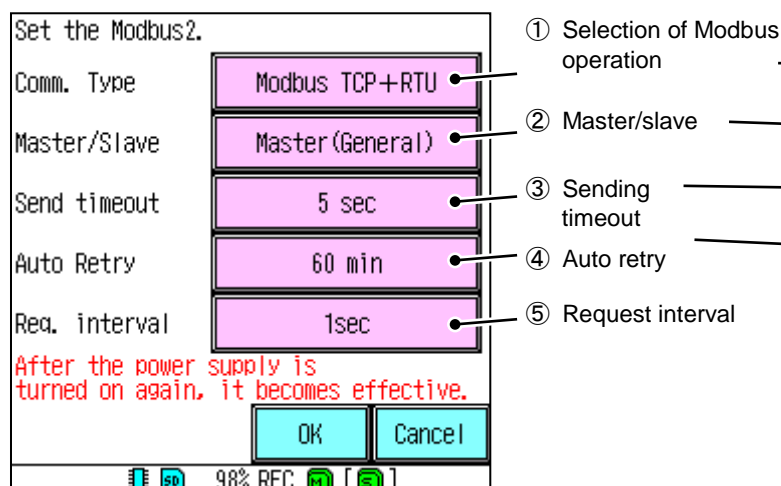 Set the Modbus2.
Comm. Type
Modbus TCP+RTU
Master/Slave
Master(General)
Send timeout
5 sec
Auto Retry
60 min
Req. interval
1sec
After the power supply is
turned on again, it becomes effective.
OK
Cancel
SD
98% REC M [S]
① Selection of Modbus
operation
② Master/slave
③ Sending
timeout
④ Auto retry
⑤ Request interval